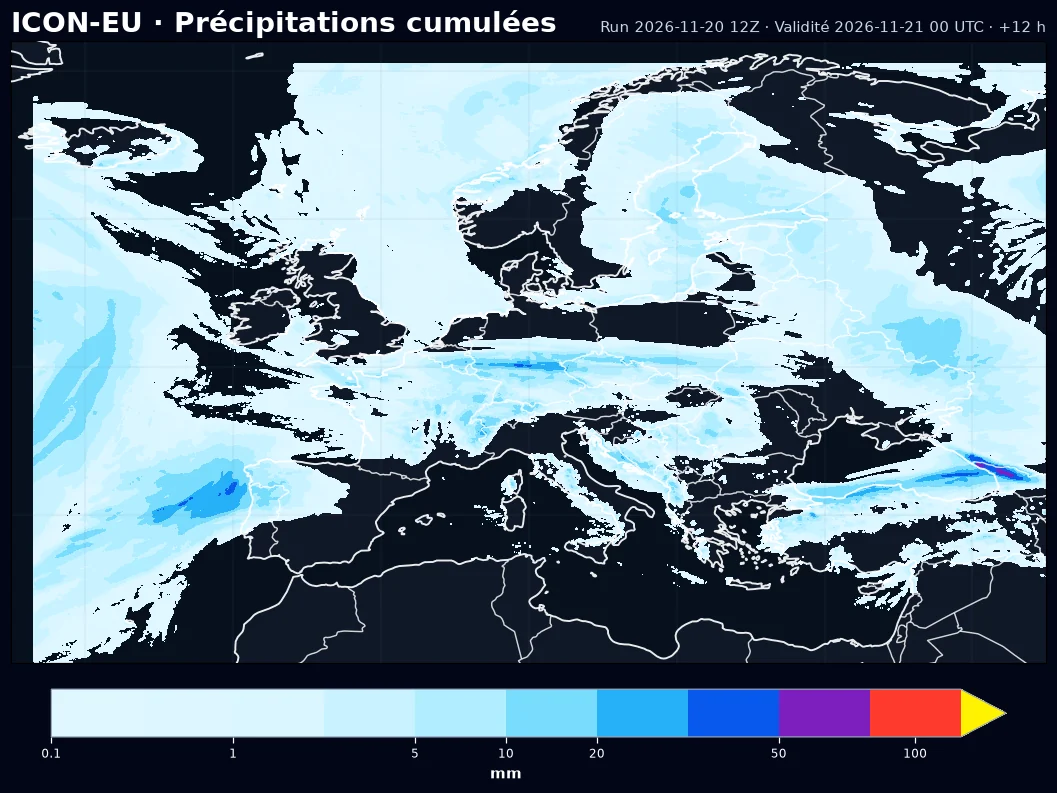 ICON-EU · Précipitations cumulées
Run 2026-11-20 12Z · Validité 2026-11-21 00 UTC · +12 h
0.1 1 5 10 20 50 100
mm